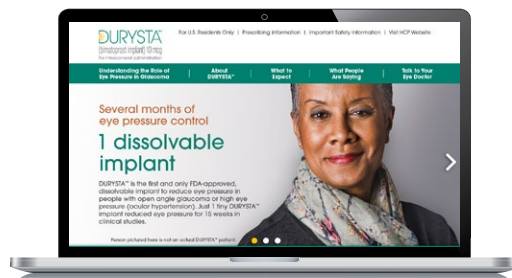 DURYSTA™
(bimatoprost implant) 10 mcg
For intracameral administration
For U.S. Residents Only | Prescribing Information | Important Safety Information | Visit HCP Website
Understanding the Role of
Eye Pressure in Glaucoma
About
DURYSTA™
What to
Expect
What People
Are Saying
Talk to Your
Eye Doctor
Several months of
eye pressure control
1 dissolvable
implant
DURYSTA™ is the first and only FDA-approved,
dissolvable implant to reduce eye pressure in
people with open angle glaucoma or high eye
pressure (ocular hypertension). Just 1 tiny DURYSTA™
implant reduced eye pressure for 15 weeks in
clinical studies.
Person pictured here is not an actual DURYSTA™ patient.